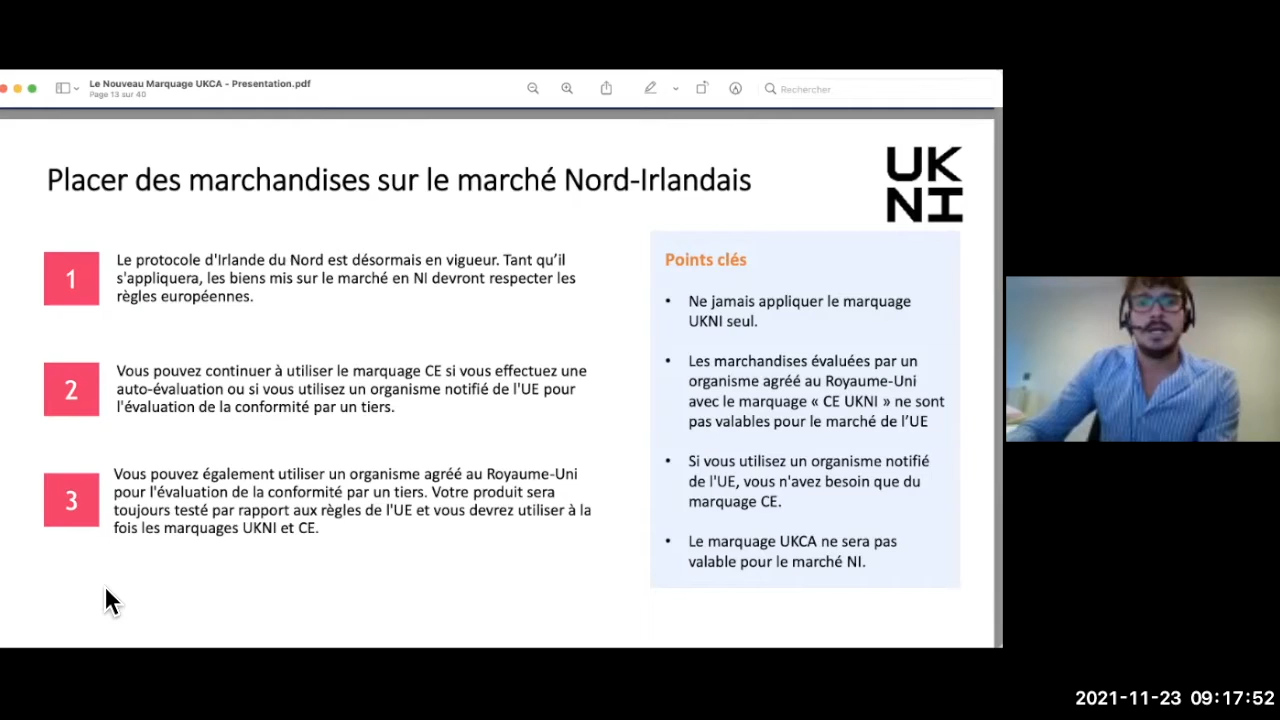 Le Nouveau Marquage UKCA - Presentation.pdf
Page 13 sur 40
Rechercher
Placer des marchandises sur le marché Nord-Irlandais
UK
NI
1
Le protocole d'Irlande du Nord est désormais en vigueur. Tant qu’il
s'appliquera, les biens mis sur le marché en NI devront respecter les
règles européennes.
2
Vous pouvez continuer à utiliser le marquage CE si vous effectuez une
auto-évaluation ou si vous utilisez un organisme notifié de l'UE pour
l'évaluation de la conformité par un tiers.
3
Vous pouvez également utiliser un organisme agréé au Royaume-Uni
pour l'évaluation de la conformité par un tiers. Votre produit sera
toujours testé par rapport aux règles de l'UE et vous devrez utiliser à la
fois les marquages UKNI et CE.
Points clés
• Ne jamais appliquer le marquage
UKNI seul.
• Les marchandises évaluées par un
organisme agréé au Royaume-Uni
avec le marquage « CE UKNI » ne sont
pas valables pour le marché de l’UE
• Si vous utilisez un organisme notifié
de l'UE, vous n'avez besoin que du
marquage CE.
• Le marquage UKCA ne sera pas
valable pour le marché NI.
2021-11-23 09:17:52